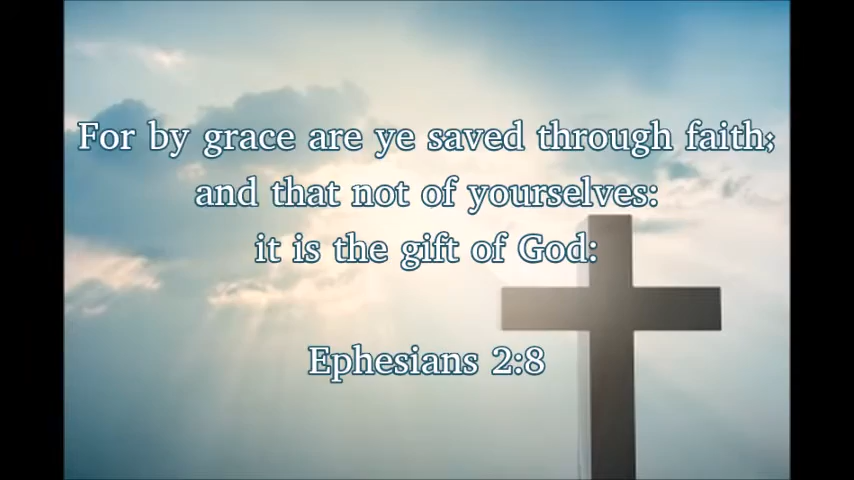 For by grace are ye saved through faith;
and that not of yourselves:
it is the gift of God:
Ephesians 2:8